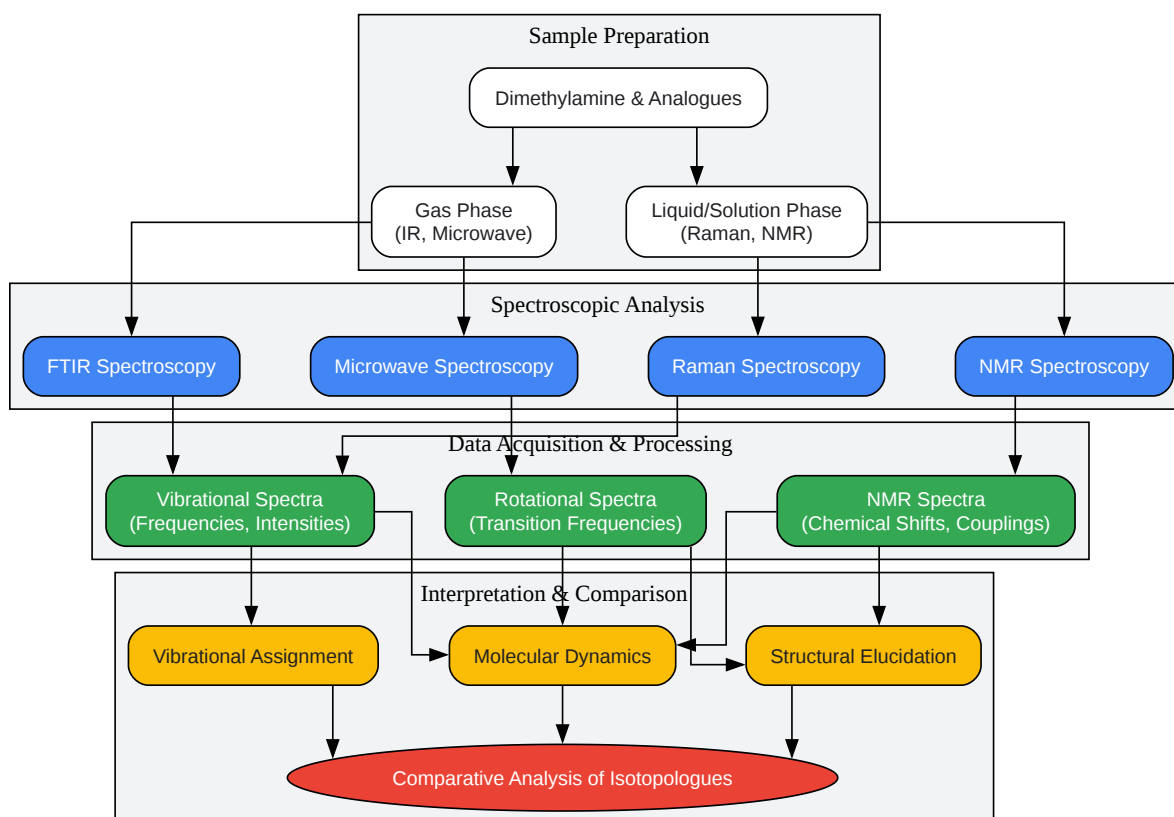 Sample Preparation
Dimethylamine & Analogues
Gas Phase
(IR, Microwave)
Liquid/Solution Phase
(Raman, NMR)
Spectroscopic Analysis
FTIR Spectroscopy
Microwave Spectroscopy
Raman Spectroscopy
NMR Spectroscopy
Data Acquisition & Processing
Vibrational Spectra
(Frequencies, Intensities)
Rotational Spectra
(Transition Frequencies)
NMR Spectra
(Chemical Shifts, Couplings)
Interpretation & Comparison
Vibrational Assignment
Molecular Dynamics
Structural Elucidation
Comparative Analysis of Isotopologues